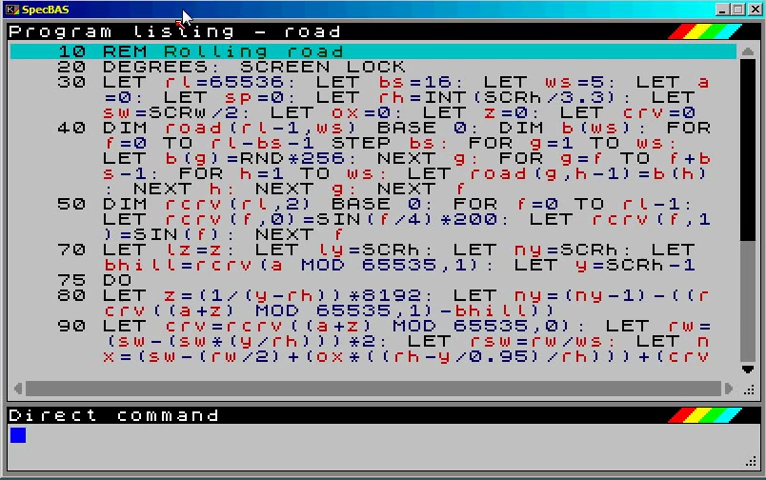 SpecBAS
Program listing - road
10 REM Rolling road
20 DEGREES: SCREEN LOCK
30 LET rl=65536: LET bs=16: LET ws=5: LET a
=0: LET sp=0: LET rh=INT(SCRh/3.3): LET
sw=SCRw/2: LET ox=0: LET z=0: LET crv=0
40 DIM road(rl-1,ws) BASE 0: DIM b(ws): FOR
f=0 TO rl-bs-1 STEP bs: FOR g=1 TO ws:
LET b(g)=RND*256: NEXT g: FOR g=f TO f+b
s-1: FOR h=1 TO ws: LET road(g,h-1)=b(h)
: NEXT h: NEXT g: NEXT f
50 DIM rcrv(rl,2) BASE 0: FOR f=0 TO rl-1:
LET rcrv(f,0)=SIN(f/4)*200: LET rcrv(f,1
)=SIN(f): NEXT f
70 LET lz=z: LET ly=SCRh: LET ny=SCRh: LET
bhill=rcrv(a MOD 65535,1): LET y=SCRh-1
75 DO
80 LET z=(1/(y-rh))*8192: LET ny=(ny-1)-((r
crv((a+z) MOD 65535,1)-bhill))
90 LET crv=rcrv((a+z) MOD 65535,0): LET rw=
(sw-(sw*(y/rh)))*2: LET rsw=rw/ws: LET n
x=(sw-(rw/2)+(ox*((rh-y/0.95)/rh)))+(crv
Direct command